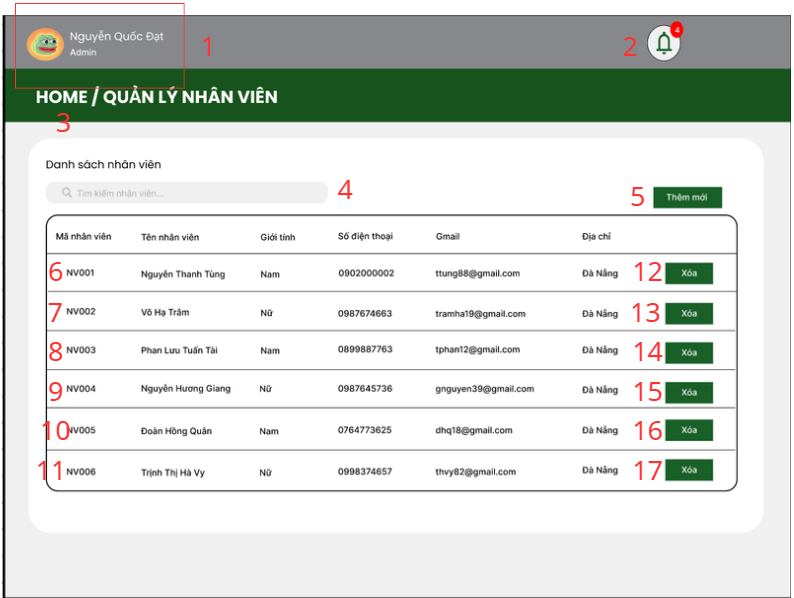 Nguyễn Quốc Đạt
Admin
1
2
4
HOME / QUẢN LÝ NHÂN VIÊN
3
Danh sách nhân viên
Tìm kiếm nhân viên...
4
5
Thêm mới
Mã nhân viên Tên nhân viên Giới tính Số điện thoại Gmail Địa chỉ
6 NV001 Nguyễn Thanh Tùng Nam 0902000002 ttung88@gmail.com Đà Nẵng 12 Xóa
7 NV002 Võ Hạ Trâm Nữ 0987674663 tramha19@gmail.com Đà Nẵng 13 Xóa
8 NV003 Phan Lưu Tuấn Tài Nam 0899887763 tphan12@gmail.com Đà Nẵng 14 Xóa
9 NV004 Nguyễn Hương Giang Nữ 0987645736 gnguyen39@gmail.com Đà Nẵng 15 Xóa
10 NV005 Đoàn Hồng Quân Nam 0764773625 dhq18@gmail.com Đà Nẵng 16 Xóa
11 NV006 Trịnh Thị Hà Vy Nữ 0998374657 thvy82@gmail.com Đà Nẵng 17 Xóa